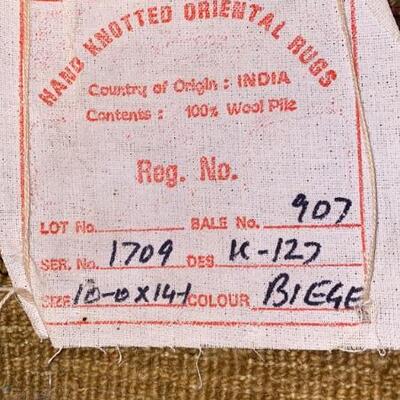 HAND KNOTTED ORIENTAL RUGS
Country of Origin : INDIA
Contents : 100% Wool Pile
Reg. No.
LOT No. BALE No. 907
SER. No. 1709 DES K-127
SIZE 10-0x14-1 COLOUR BIEGE